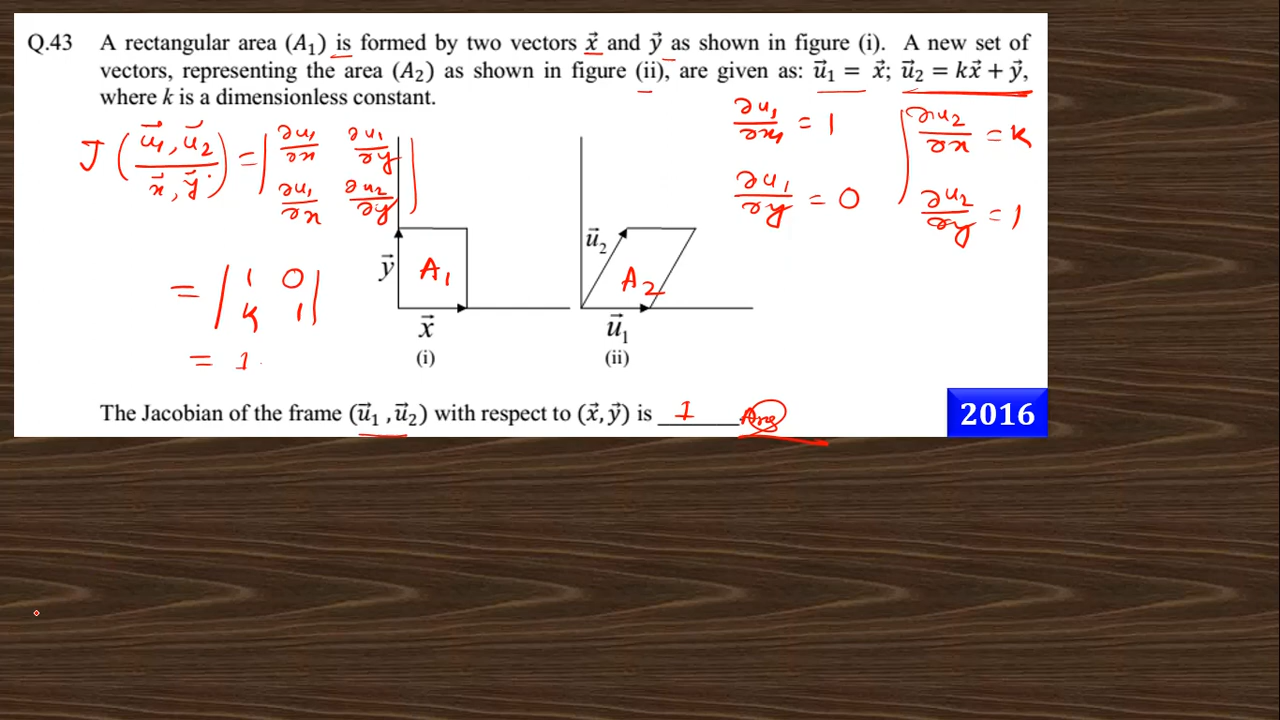 Q.43 A rectangular area (A₁) is formed by two vectors x⃗ and y⃗ as shown in figure (i). A new set of
vectors, representing the area (A₂) as shown in figure (ii), are given as: u⃗₁ = x⃗; u⃗₂ = kx⃗ + y⃗,
where k is a dimensionless constant.
J (u⃗₁, u⃗₂ / x⃗, y⃗) = | ∂u₁/∂x ∂u₁/∂y |
| ∂u₁/∂x ∂u₂/∂y |
= | 1 0 |
| k 1 |
= 1
∂u₁/∂x₁ = 1
∂u₁/∂y = 0
∂u₂/∂x = k
∂u₂/∂y = 1
y⃗
A₁
x⃗
(i)
u⃗₂
A₂
u⃗₁
(ii)
The Jacobian of the frame (u⃗₁ ,u⃗₂) with respect to (x⃗, y⃗) is 1 Ans
2016